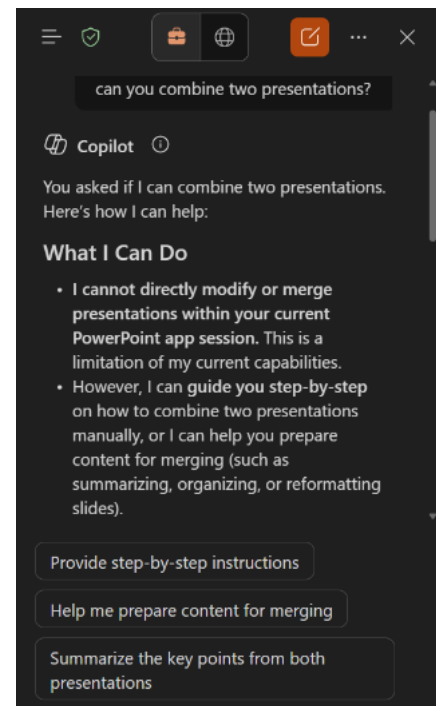 can you combine two presentations?
Copilot
You asked if I can combine two presentations.
Here's how I can help:
What I Can Do
• I cannot directly modify or merge
presentations within your current
PowerPoint app session. This is a
limitation of my current capabilities.
• However, I can guide you step-by-step
on how to combine two presentations
manually, or I can help you prepare
content for merging (such as
summarizing, organizing, or reformatting
slides).
Provide step-by-step instructions
Help me prepare content for merging
Summarize the key points from both
presentations